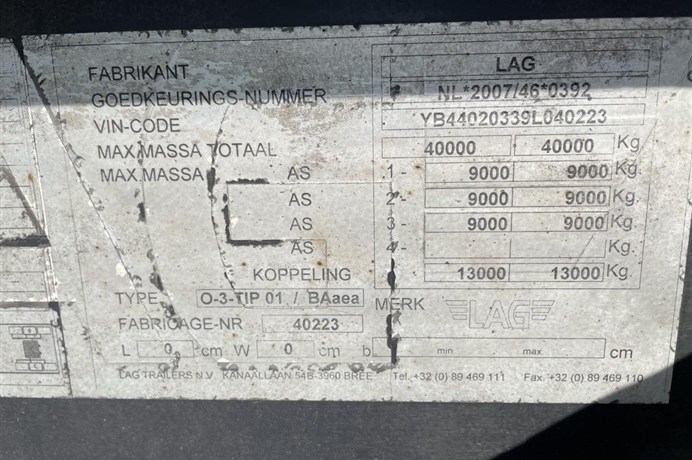 FABRIKANT LAG
GOEDKEURINGS-NUMMER NL*2007/46*0392
VIN-CODE YB44020339L040223
MAX.MASSA TOTAAL 40000 40000 Kg
MAX.MASSA AS 1- 9000 9000 Kg.
AS 2- 9000 9000 Kg.
AS 3- 9000 9000 Kg.
AS 4- Kg.
KOPPELING 13000 13000 Kg.
TYPE O-3-TIP 01 / BAaea MERK LAG
FABRICAGE-NR 40223
L 0 cm W 0 cm b min max cm
LAG TRAILERS N.V. KANAALLAAN 54B-3960 BREE Tel. +32 (0) 89 469 111 Fax. +32 (0) 89 469 110